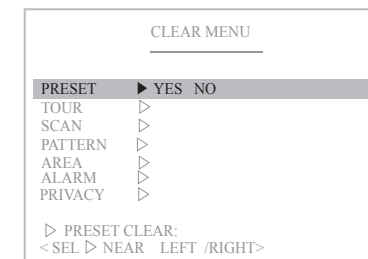 CLEAR MENU
PRESET ▶ YES NO
TOUR ▷
SCAN ▷
PATTERN ▷
AREA ▷
ALARM ▷
PRIVACY ▷
▷ PRESET CLEAR:
< SEL ▷ NEAR LEFT /RIGHT>